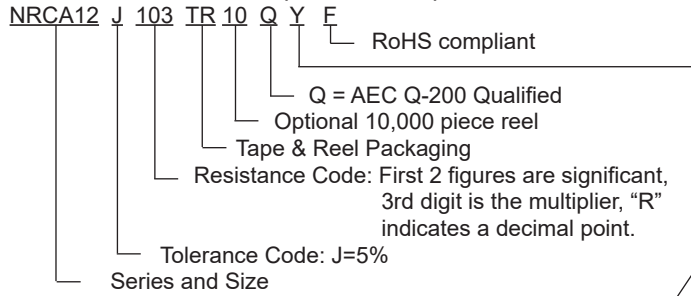 NRCA12 J 103 TR 10 Q Y F
RoHS compliant
Q = AEC Q-200 Qualified
Optional 10,000 piece reel
Tape & Reel Packaging
Resistance Code: First 2 figures are significant,
3rd digit is the multiplier, “R”
indicates a decimal point.
Tolerance Code: J=5%
Series and Size